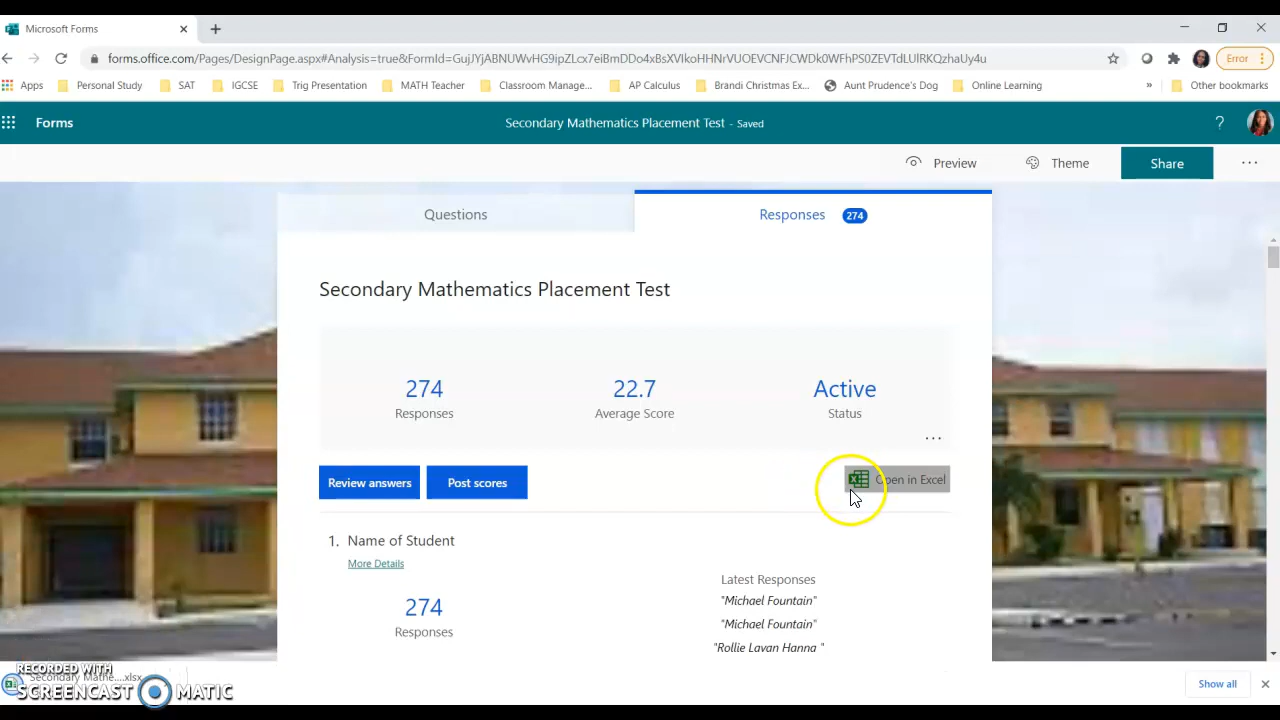 Microsoft Forms
forms.office.com/Pages/DesignPage.aspx#Analysis=true&FormId=
Error
Apps Personal Study SAT IGCSE Trig Presentation MATH Teacher Classroom Manage... AP Calculus Brandi Christmas Ex... Aunt Prudence's Dog Online Learning » Other bookmarks
Forms Secondary Mathematics Placement Test - Saved ?
Preview Theme Share ...
Questions Responses 274
Secondary Mathematics Placement Test
274 22.7 Active
Responses Average Score Status
...
Review answers Post scores Open in Excel
1. Name of Student
More Details
Latest Responses
274 "Michael Fountain"
Responses "Michael Fountain"
"Rollie Lavan Hanna "
Secondary Mathe....xlsx
RECORDED WITH
SCREENCAST MATIC
Show all